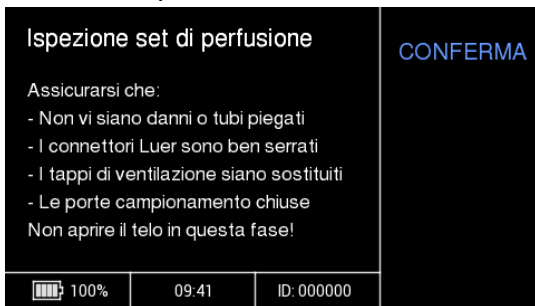 Ispezione set di perfusione
CONFERMA
Assicurarsi che:
- Non vi siano danni o tubi piegati
- I connettori Luer sono ben serrati
- I tappi di ventilazione siano sostituiti
- Le porte campionamento chiuse
Non aprire il telo in questa fase!
100%
09:41
ID: 000000